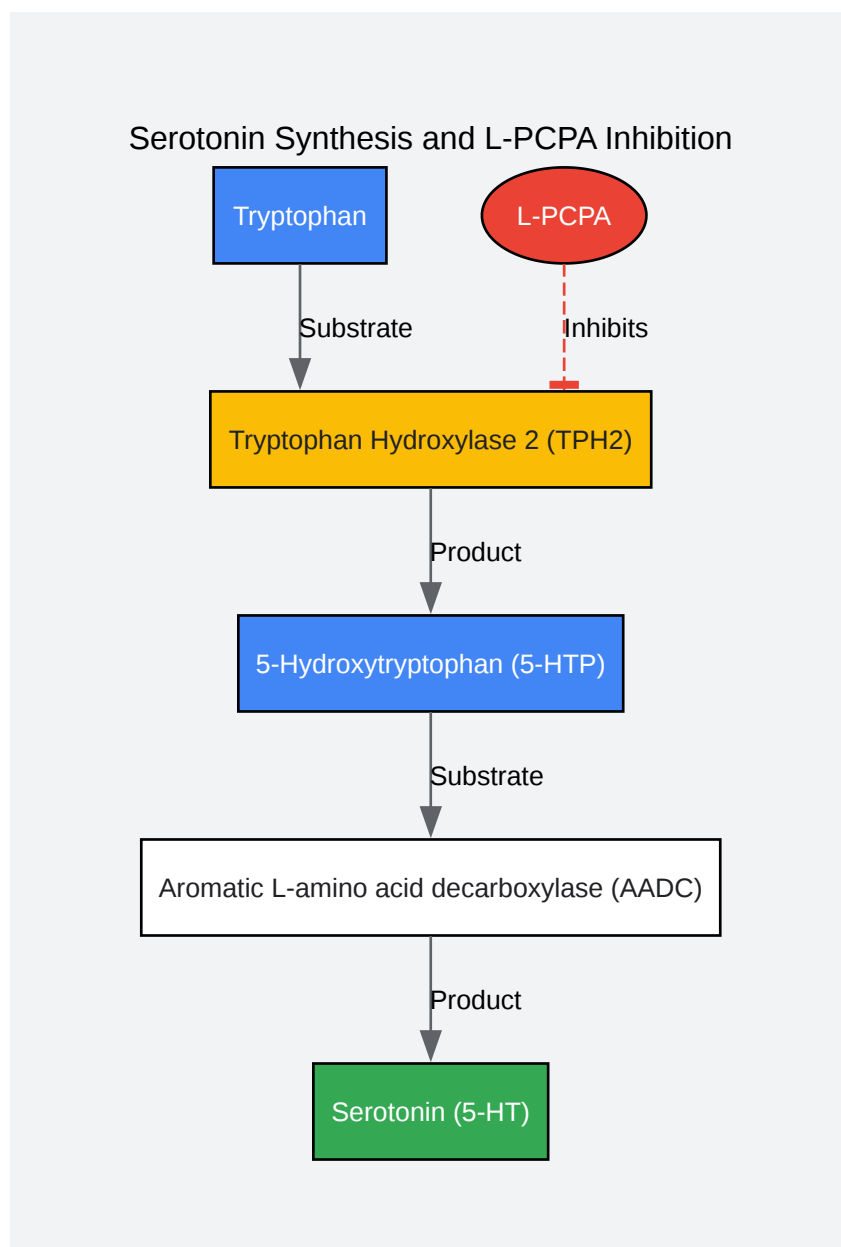 Serotonin Synthesis and L-PCPA Inhibition
Tryptophan
L-PCPA
Substrate
Inhibits
Tryptophan Hydroxylase 2 (TPH2)
Product
5-Hydroxytryptophan (5-HTP)
Substrate
Aromatic L-amino acid decarboxylase (AADC)
Product
Serotonin (5-HT)